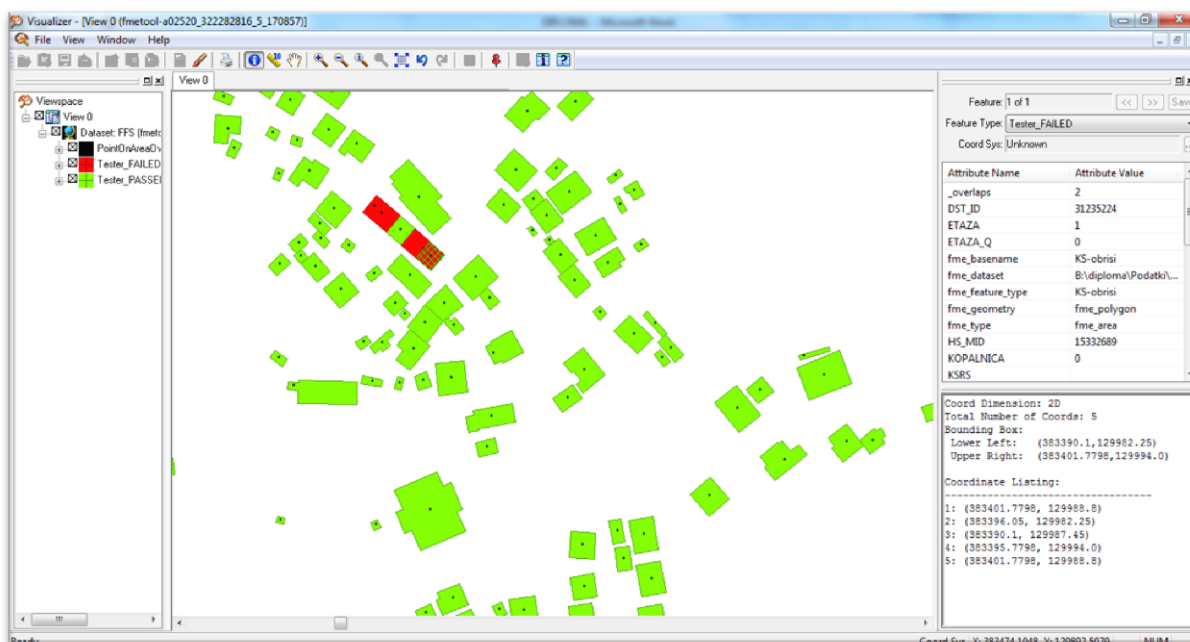 Visualizer - [View 0 (fmetool-a02520_322282816_5_170857)]
File View Window Help
View 0
Viewspace
View 0
Dataset: FFS (fmetc
PointOnAreaOv
Tester_FAILED
Tester_PASSEI
Feature: 1 of 1 << >> Save
Feature Type: Tester_FAILED
Coord Sys: Unknown ...
Attribute Name Attribute Value
_overlaps 2
DST_ID 31235224
ETAZA 1
ETAZA_Q 0
fme_basename KS-obrisi
fme_dataset B:\diploma\Podatki\...
fme_feature_type KS-obrisi
fme_geometry fme_polygon
fme_type fme_area
HS_MID 15332689
KOPALNICA 0
KSRS
Coord Dimension: 2D
Total Number of Coords: 5
Bounding Box:
Lower Left: (383390.1,129982.25)
Upper Right: (383401.7798,129994.0)
Coordinate Listing:
----------------------------------
1: (383401.7798, 129988.8)
2: (383396.05, 129982.25)
3: (383390.1, 129987.45)
4: (383395.7798, 129994.0)
5: (383401.7798, 129988.8)